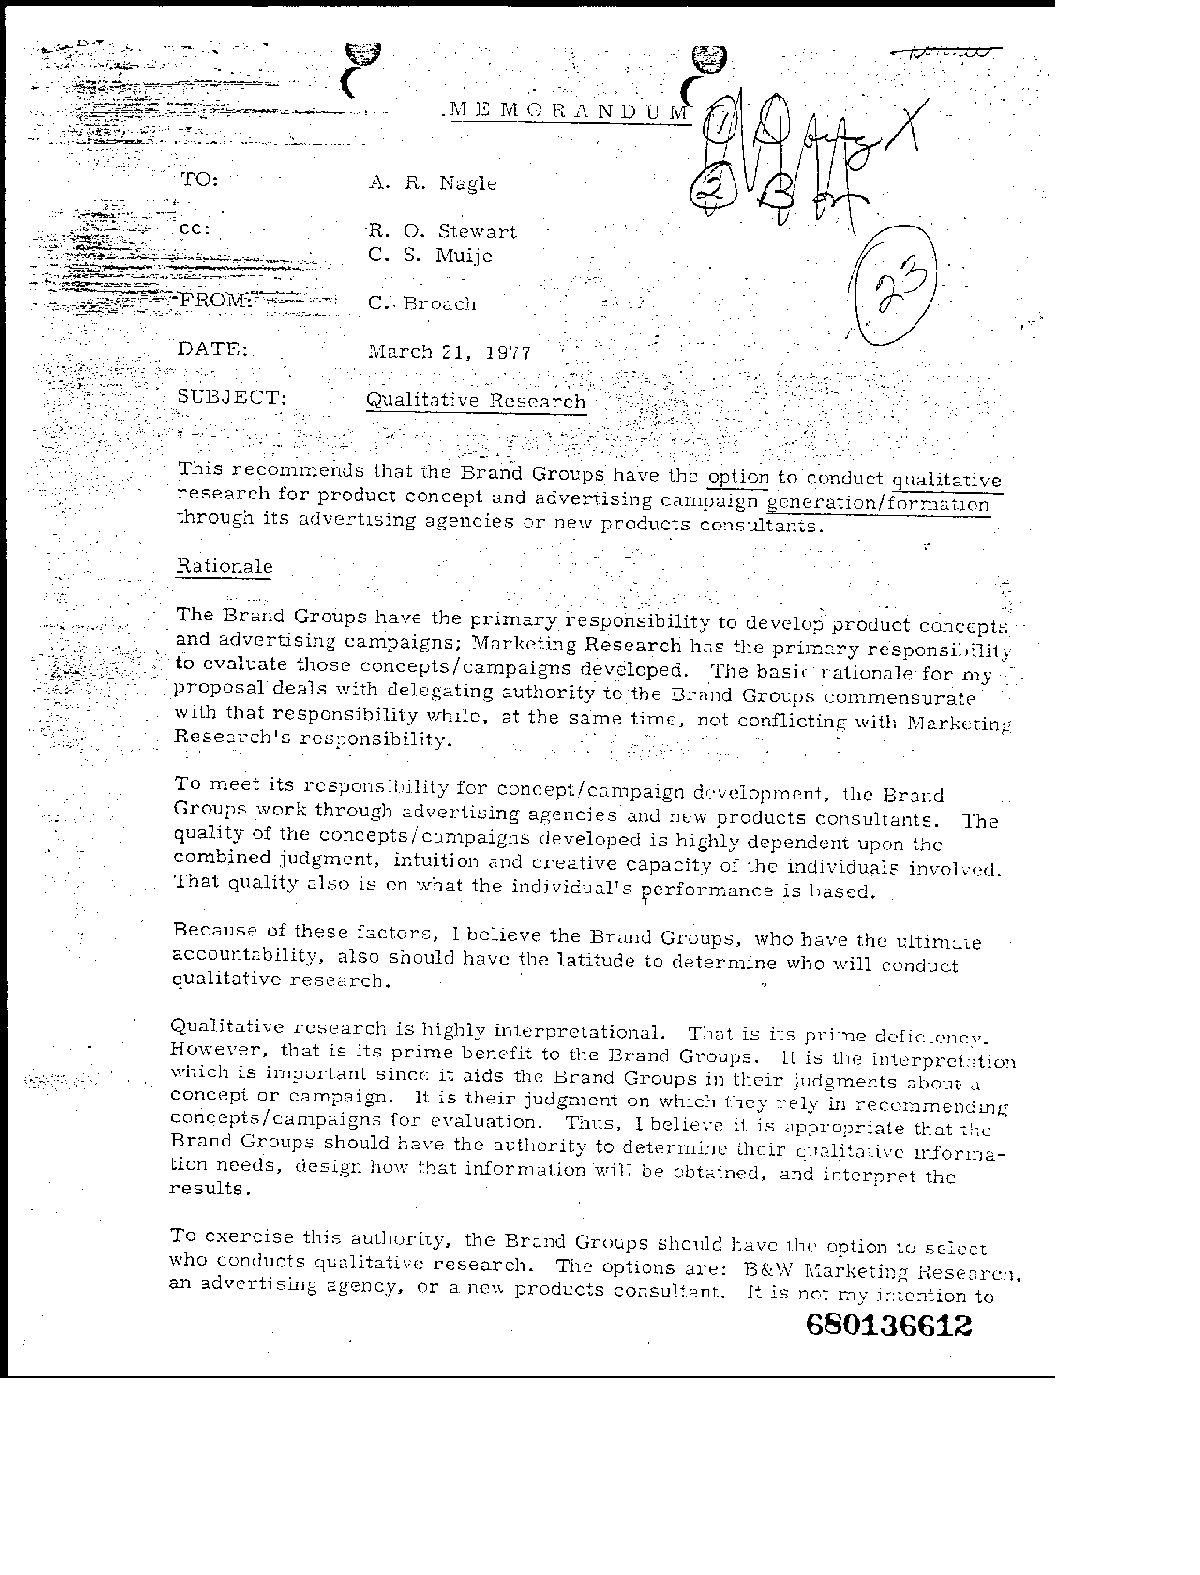 MEMORANDUM
TO: A. R. Nagle
cc: R. O. Stewart
C. S. Muije
FROM: C. Broach
DATE: March 21, 1977
SUBJECT: Qualitative Research
23
This recommends that the Brand Groups have the option to conduct qualitative
research for product concept and advertising campaign generation/formation
through its advertising agencies or new products consultants.
Rationale
The Brand Groups have the primary responsibility to develop product concepts
and advertising campaigns; Marketing Research has the primary responsibility
to evaluate those concepts/campaigns developed. The basic rationale for my
proposal deals with delegating authority to the Brand Groups commensurate
with that responsibility while, at the same time, not conflicting with Marketing
Research's responsibility.
To meet its responsibility for concept/campaign development, the Brand
Groups work through advertising agencies and new products consultants. The
quality of the concepts/campaigns developed is highly dependent upon the
combined judgment, intuition and creative capacity of the individuals involved.
That quality also is on what the individual's performance is based.
Because of these factors, I believe the Brand Groups, who have the ultimate
accountability, also should have the latitude to determine who will conduct
qualitative research.
Qualitative research is highly interpretational. That is its prime deficiency.
However, that is its prime benefit to the Brand Groups. It is the interpretation
which is important since it aids the Brand Groups in their judgments about a
concept or campaign. It is their judgment on which they rely in recommending
concepts/campaigns for evaluation. Thus, I believe it is appropriate that the
Brand Groups should have the authority to determine their qualitative informa-
tion needs, design how that information will be obtained, and interpret the
results.
To exercise this authority, the Brand Groups should have the option to select
who conducts qualitative research. The options are: B&W Marketing Research,
an advertising agency, or a new products consultant. It is not my intention to
680136612